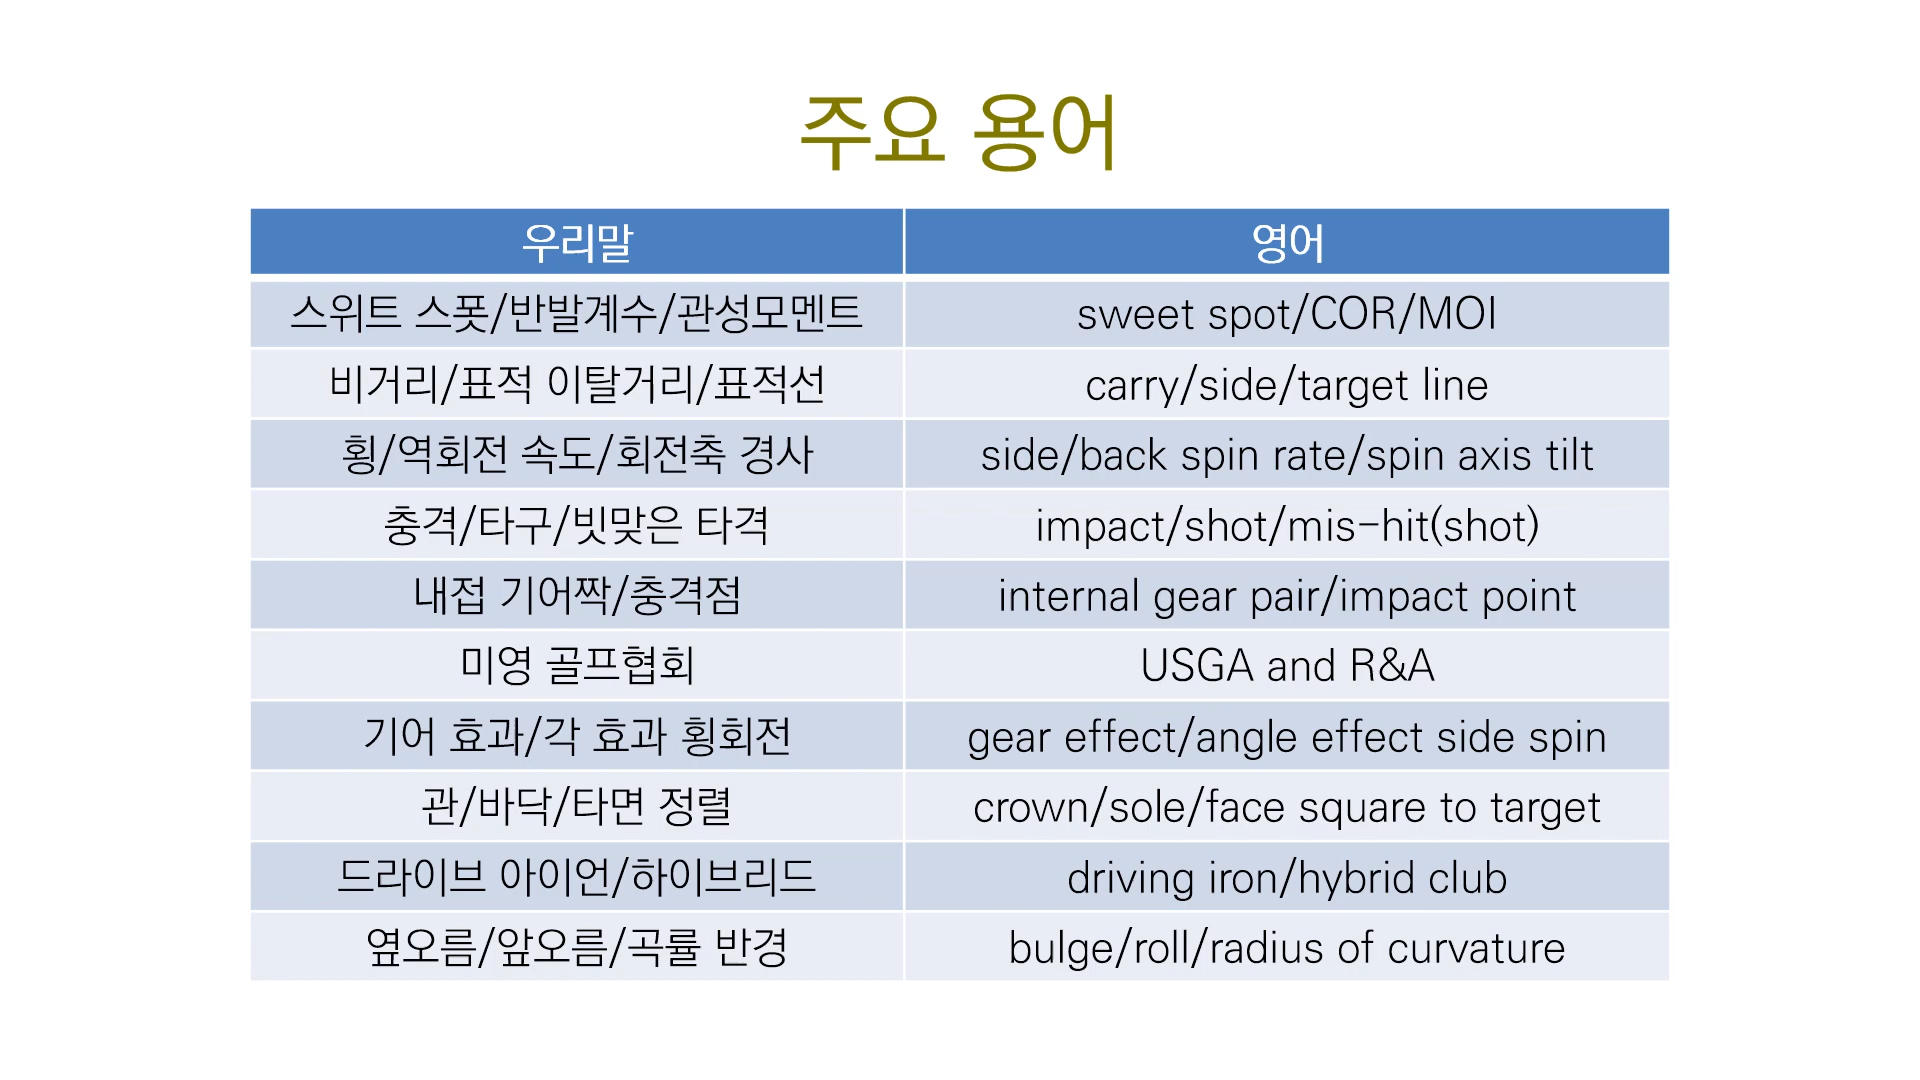 주요 용어
우리말 영어
스위트 스폿/반발계수/관성모멘트 sweet spot/COR/MOI
비거리/표적 이탈거리/표적선 carry/side/target line
횡/역회전 속도/회전축 경사 side/back spin rate/spin axis tilt
충격/타구/빗맞은 타격 impact/shot/mis-hit(shot)
내접 기어짝/충격점 internal gear pair/impact point
미영 골프협회 USGA and R&A
기어 효과/각 효과 횡회전 gear effect/angle effect side spin
관/바닥/타면 정렬 crown/sole/face square to target
드라이브 아이언/하이브리드 driving iron/hybrid club
옆오름/앞오름/곡률 반경 bulge/roll/radius of curvature